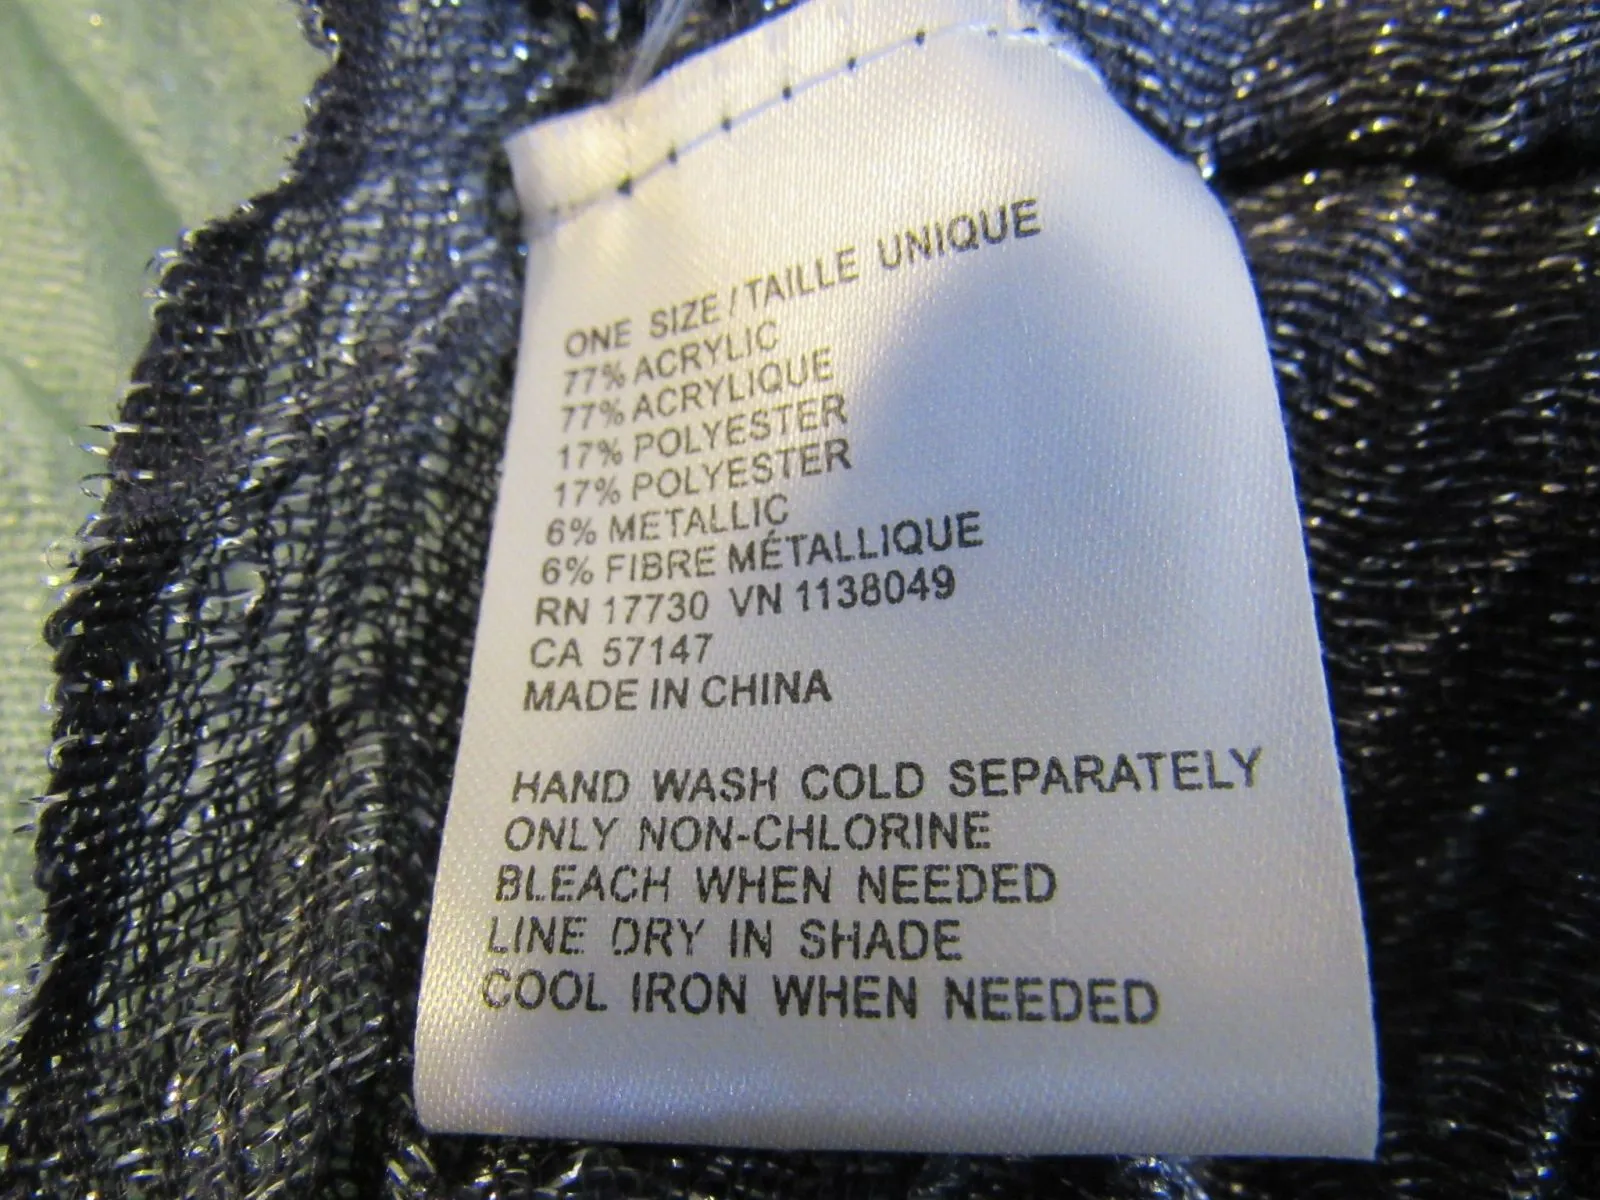 ONE SIZE / TAILLE UNIQUE
77% ACRYLIC
77% ACRYLIQUE
17% POLYESTER
17% POLYESTER
6% METALLIC
6% FIBRE MÉTALLIQUE
RN 17730 VN 1138049
CA 57147
MADE IN CHINA
HAND WASH COLD SEPARATELY
ONLY NON-CHLORINE
BLEACH WHEN NEEDED
LINE DRY IN SHADE
COOL IRON WHEN NEEDED